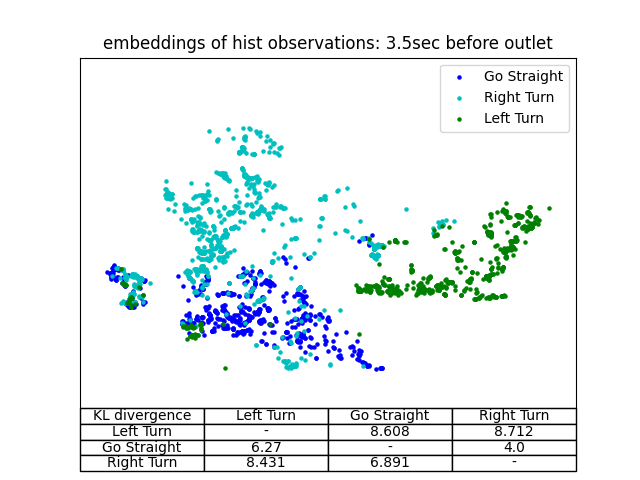 embeddings of hist observations: 3.5sec before outlet
Go Straight
Right Turn
Left Turn
KL divergence Left Turn Go Straight Right Turn
Left Turn - 8.608 8.712
Go Straight 6.27 - 4.0
Right Turn 8.431 6.891 -